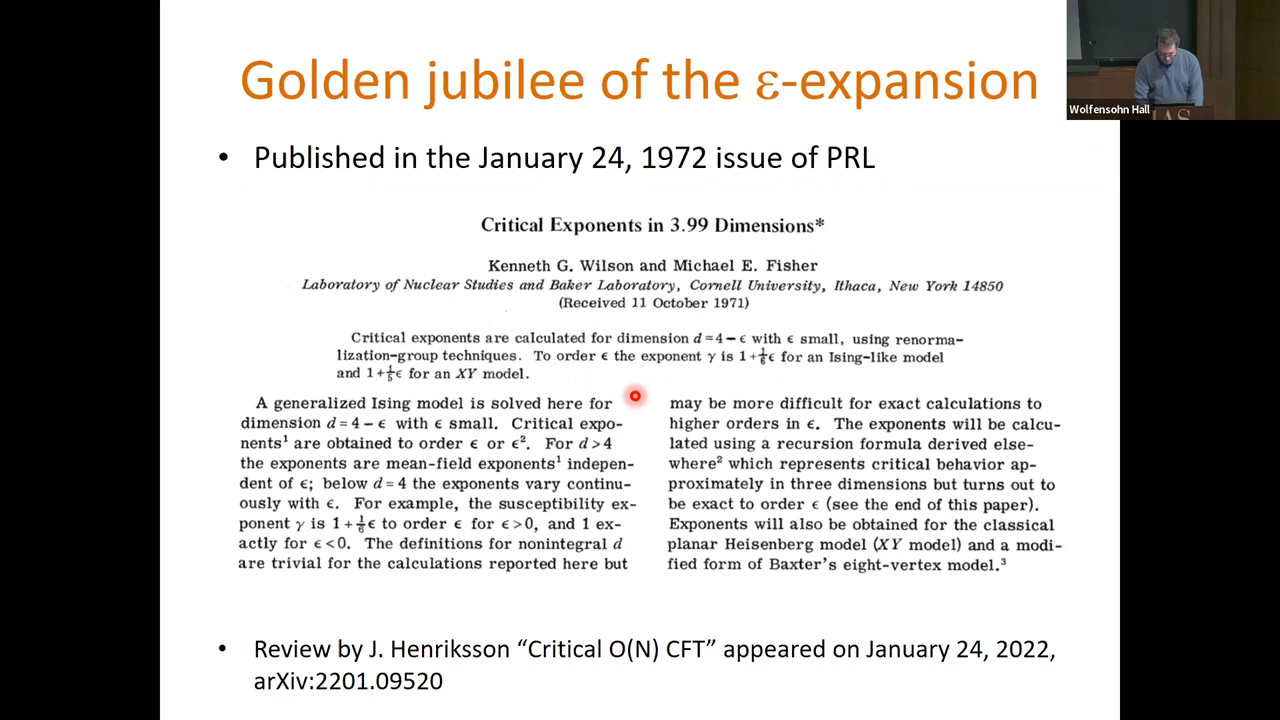 Golden jubilee of the ε-expansion
Wolfensohn Hall
IAS
• Published in the January 24, 1972 issue of PRL
Critical Exponents in 3.99 Dimensions*
Kenneth G. Wilson and Michael E. Fisher
Laboratory of Nuclear Studies and Baker Laboratory, Cornell University, Ithaca, New York 14850
(Received 11 October 1971)
Critical exponents are calculated for dimension d = 4 − ϵ with ϵ small, using renorma-
lization-group techniques. To order ϵ the exponent γ is 1 + ⅙ϵ for an Ising-like model
and 1 + ⅕ϵ for an XY model.
A generalized Ising model is solved here for
dimension d = 4 − ϵ with ϵ small. Critical expo-
nents¹ are obtained to order ϵ or ϵ². For d > 4
the exponents are mean-field exponents¹ indepen-
dent of ϵ; below d = 4 the exponents vary continu-
ously with ϵ. For example, the susceptibility ex-
ponent γ is 1 + ⅙ϵ to order ϵ for ϵ > 0, and 1 ex-
actly for ϵ < 0. The definitions for nonintegral d
are trivial for the calculations reported here but
may be more difficult for exact calculations to
higher orders in ϵ. The exponents will be calcu-
lated using a recursion formula derived else-
where² which represents critical behavior ap-
proximately in three dimensions but turns out to
be exact to order ϵ (see the end of this paper).
Exponents will also be obtained for the classical
planar Heisenberg model (XY model) and a modi-
fied form of Baxter's eight-vertex model.³
• Review by J. Henriksson “Critical O(N) CFT” appeared on January 24, 2022,
arXiv:2201.09520